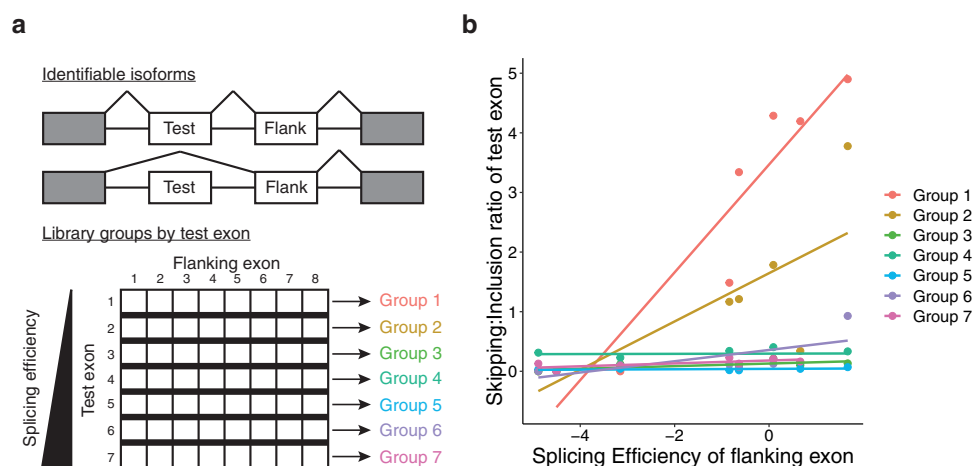 a
Identifiable isoforms
Test
Flank
Test
Flank
Library groups by test exon
Flanking exon
1 2 3 4 5 6 7 8
Splicing efficiency
Test exon
1
Group 1
2
Group 2
3
Group 3
4
Group 4
5
Group 5
6
Group 6
7
Group 7
b
Skipping:Inclusion ratio of test exon
5
4
3
2
1
0
−4
−2
0
Splicing Efficiency of flanking exon
Group 1
Group 2
Group 3
Group 4
Group 5
Group 6
Group 7